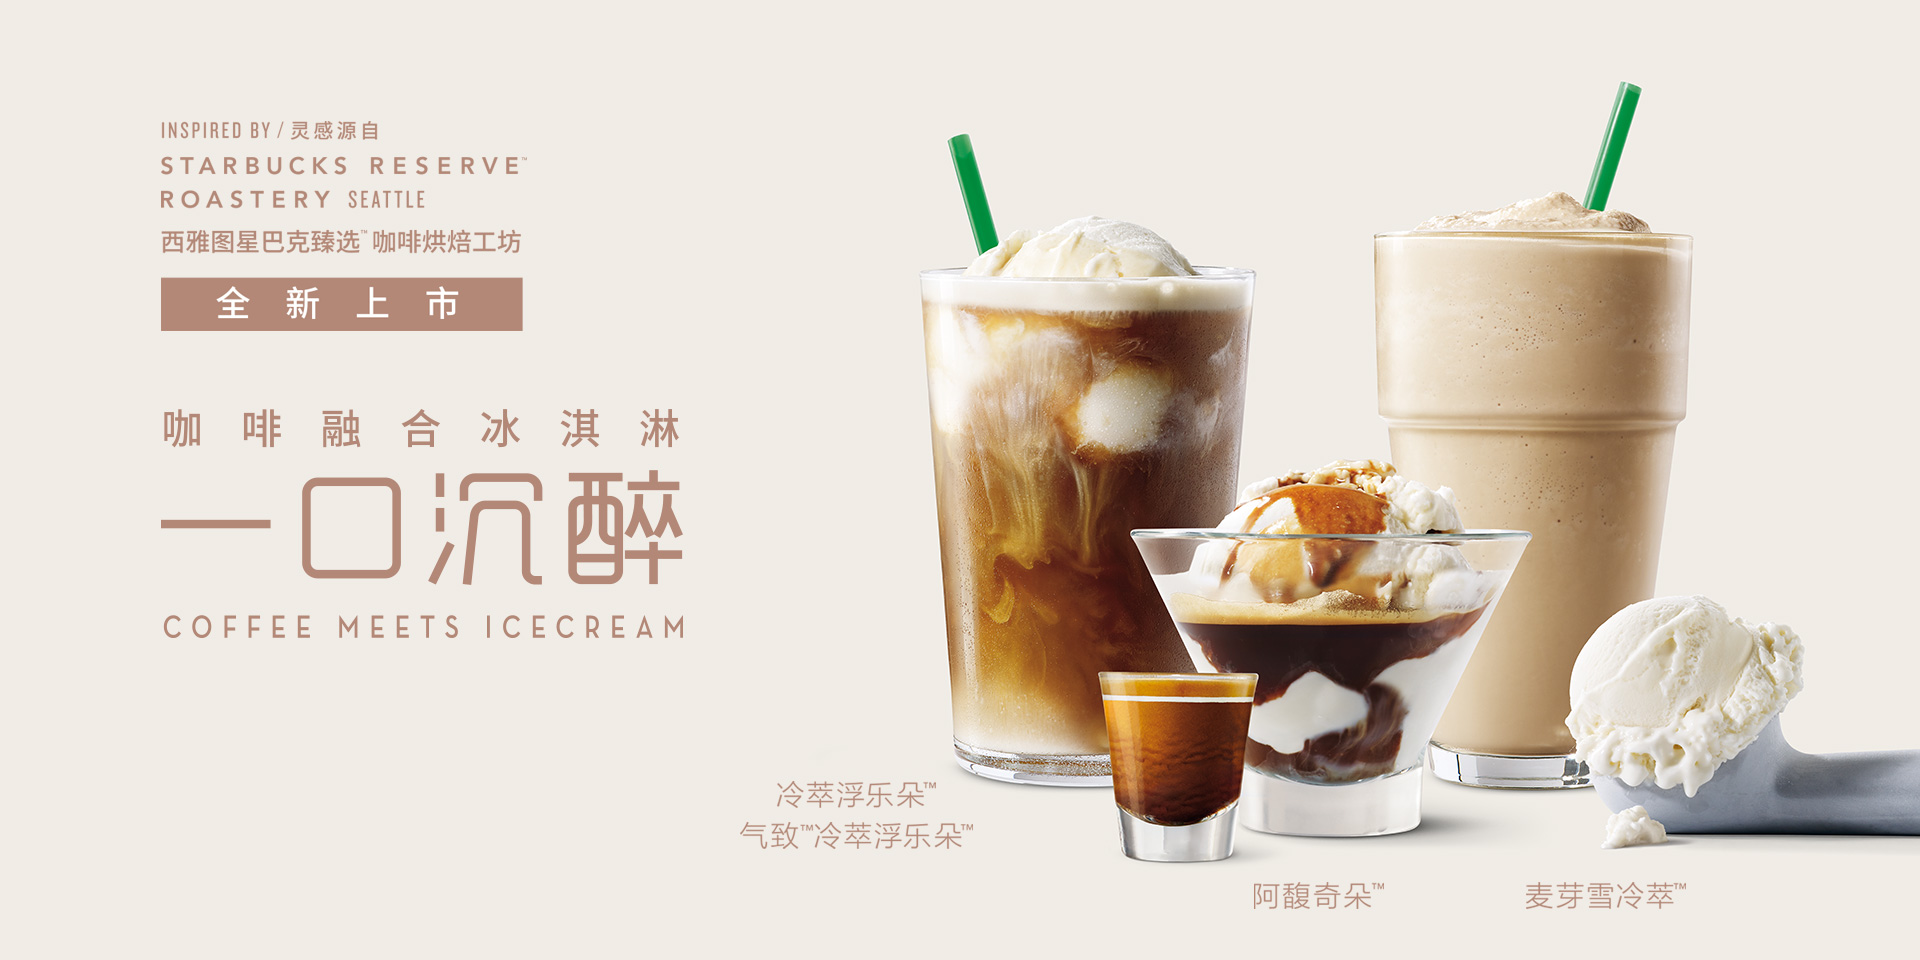 INSPIRED BY / 灵感源自
STARBUCKS RESERVE™
ROASTERY SEATTLE
西雅图星巴克臻选™ 咖啡烘焙工坊
全新上市
咖啡融合冰淇淋
一口沉醉
COFFEE MEETS ICECREAM
冷萃浮乐朵™
气致™冷萃浮乐朵™
阿馥奇朵™
麦芽雪冷萃™